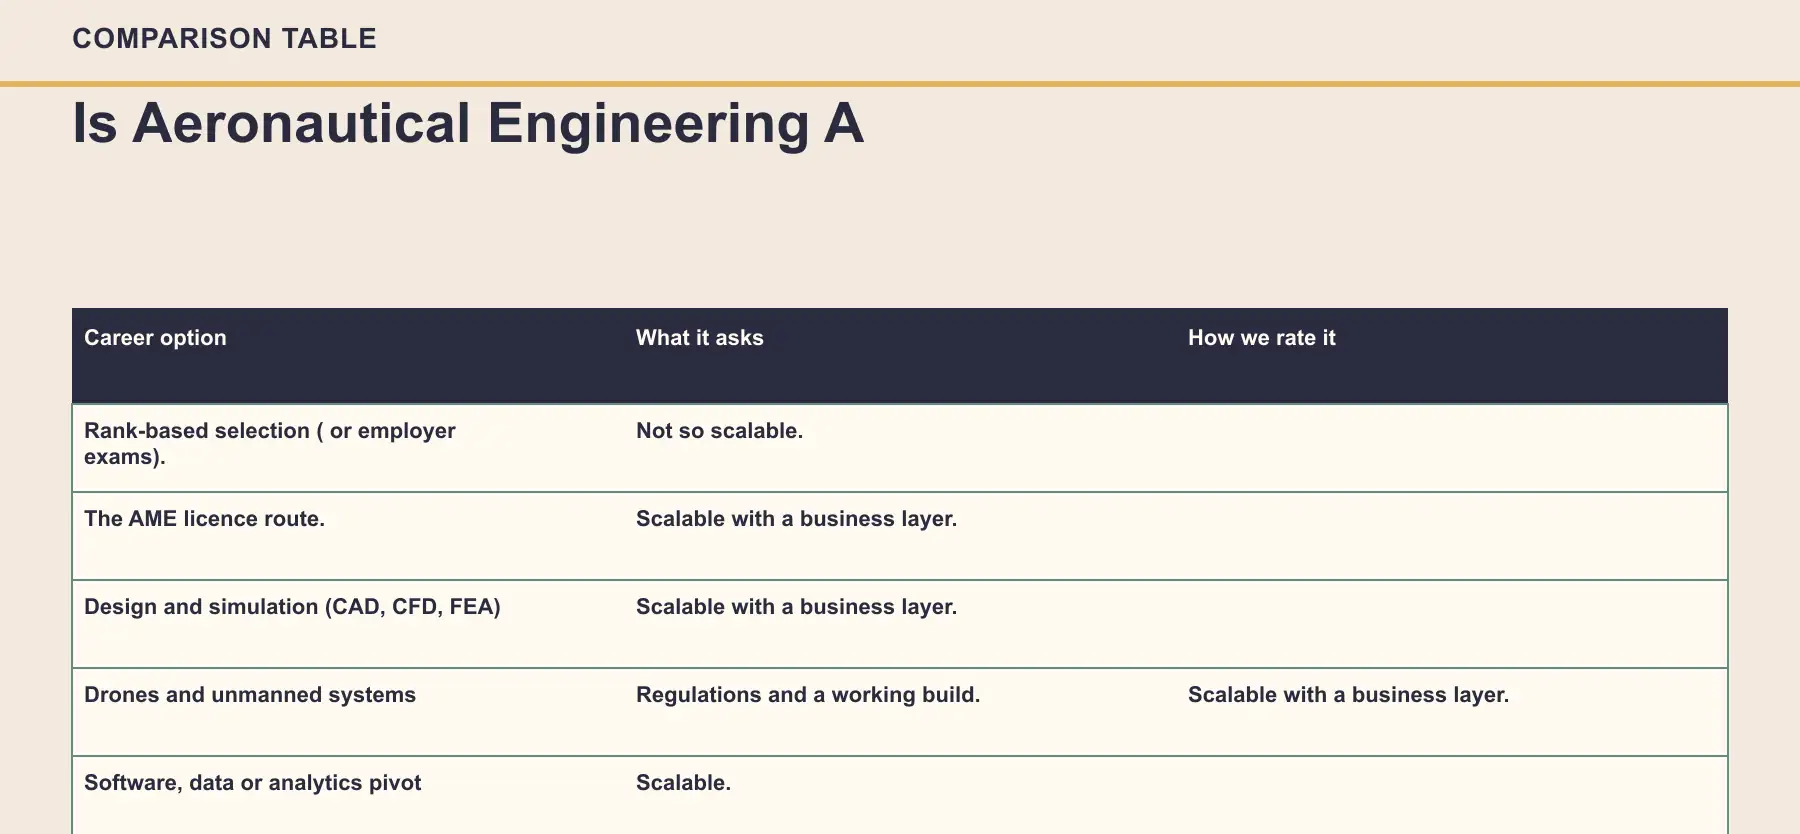 COMPARISON TABLE
Is Aeronautical Engineering A
Career option What it asks How we rate it
Rank-based selection ( or employer
exams). Not so scalable.
The AME licence route. Scalable with a business layer.
Design and simulation (CAD, CFD, FEA) Scalable with a business layer.
Drones and unmanned systems Regulations and a working build. Scalable with a business layer.
Software, data or analytics pivot Scalable.